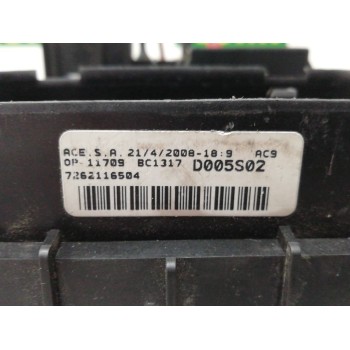 ACE.S.A. 21/4/2008-18:9 AC9
OP 11709 BC1317 D005S02
7262116504